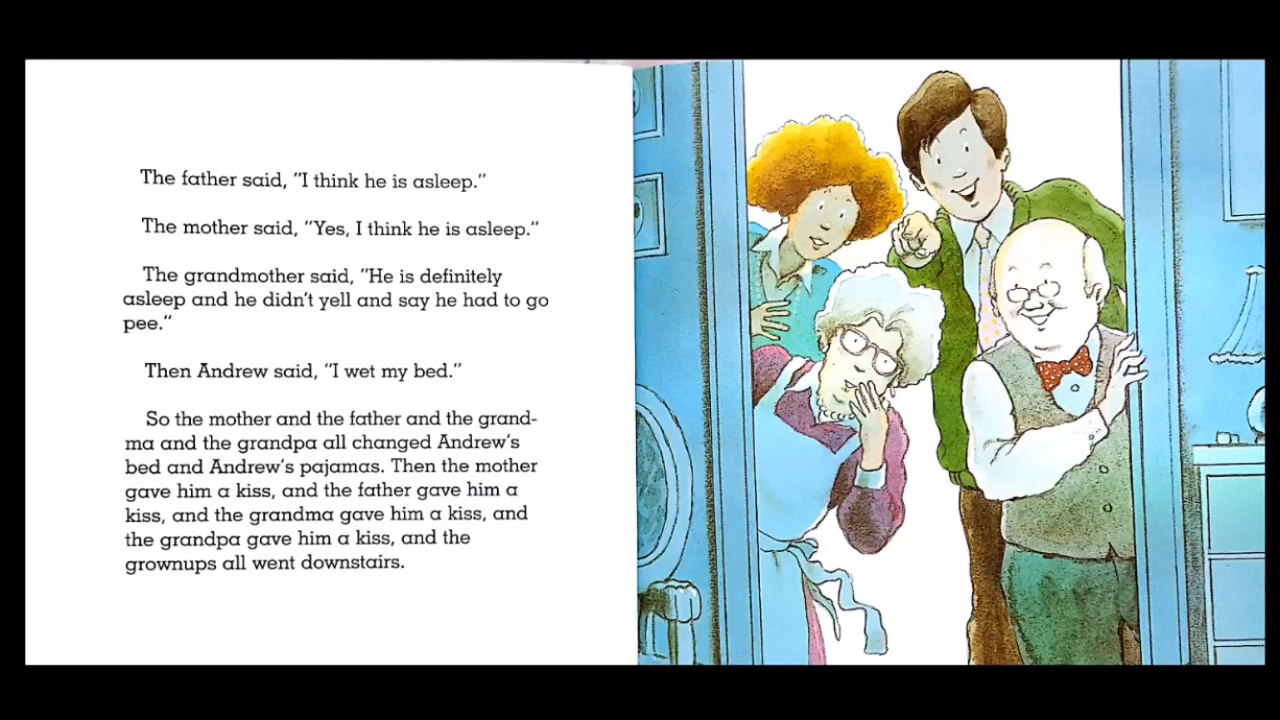 The father said, "I think he is asleep."
The mother said, "Yes, I think he is asleep."
The grandmother said, "He is definitely
asleep and he didn't yell and say he had to go
pee."
Then Andrew said, "I wet my bed."
So the mother and the father and the grand-
ma and the grandpa all changed Andrew's
bed and Andrew's pajamas. Then the mother
gave him a kiss, and the father gave him a
kiss, and the grandma gave him a kiss, and
the grandpa gave him a kiss, and the
grownups all went downstairs.